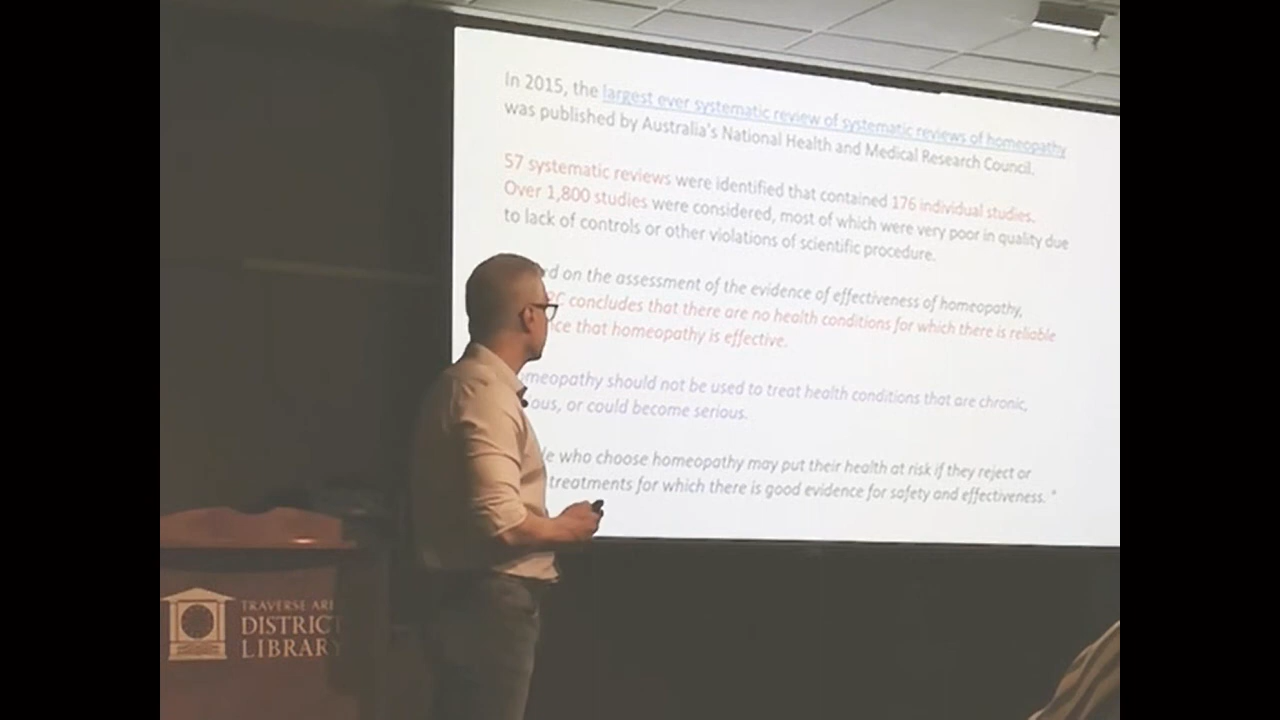 In 2015, the largest ever systematic review of systematic reviews of homeopathy
was published by Australia's National Health and Medical Research Council.
57 systematic reviews were identified that contained 176 individual studies.
Over 1,800 studies were considered, most of which were very poor in quality due
to lack of controls or other violations of scientific procedure.
d on the assessment of the evidence of effectiveness of homeopathy,
C concludes that there are no health conditions for which there is reliable
nce that homeopathy is effective.
meopathy should not be used to treat health conditions that are chronic,
ous, or could become serious.
le who choose homeopathy may put their health at risk if they reject or
treatments for which there is good evidence for safety and effectiveness. "
TRAVERSE ARE
DISTRICT
LIBRARY